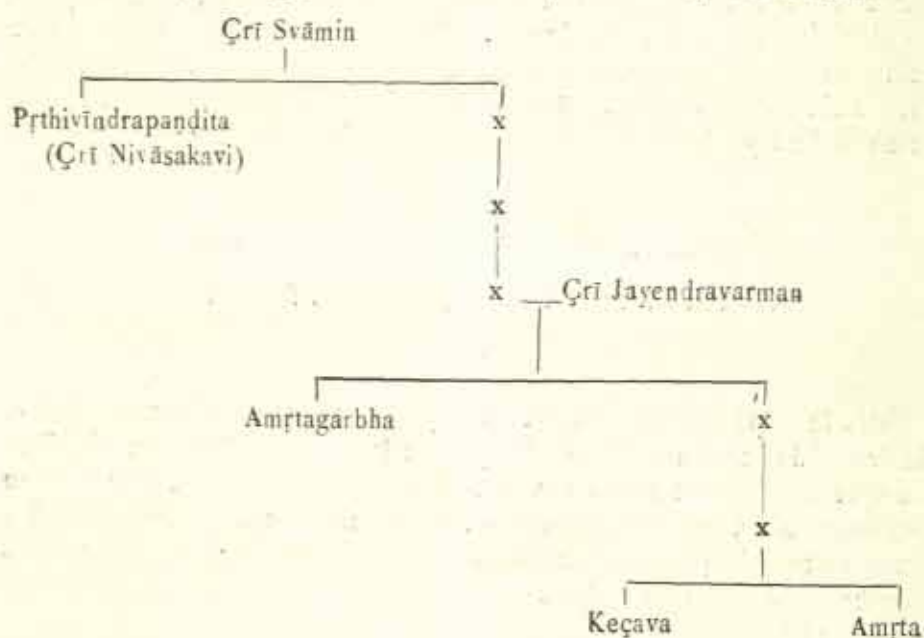 Çrī Svāmin
Pṛthivīndrapaṇḍita
(Çrī Nivāsakavi)
x
x
x Çrī Jayendravarman
Amṛtagarbha
x
x
Keçava Amṛta